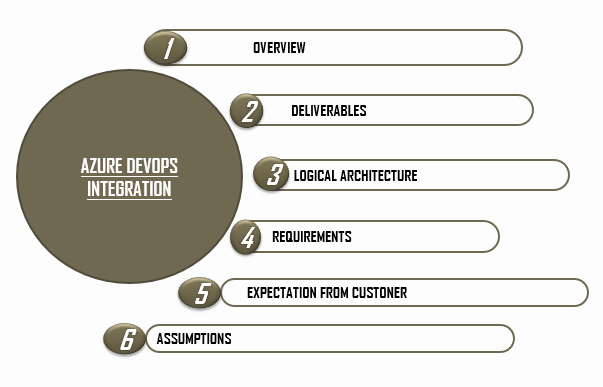 1
OVERVIEW
2
DELIVERABLES
AZURE DEVOPS
INTEGRATION
3
LOGICAL ARCHITECTURE
4
REQUIREMENTS
5
EXPECTATION FROM CUSTONER
6
ASSUMPTIONS